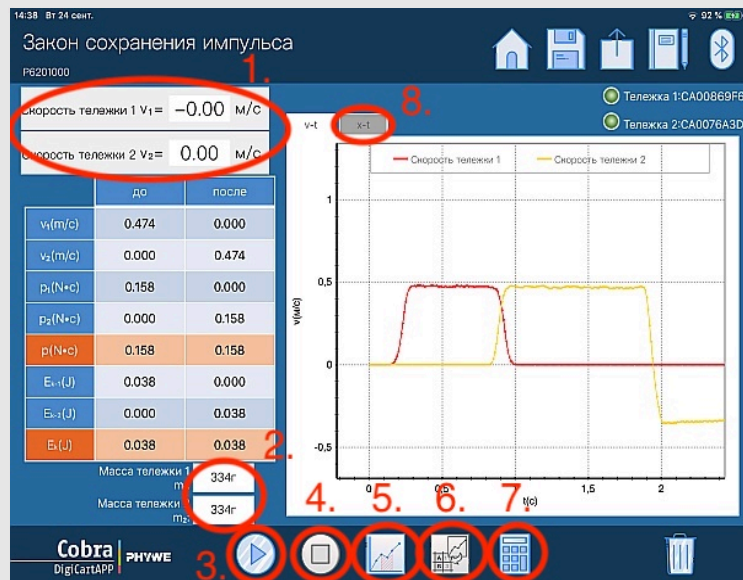 14:38 Вт 24 сент.
92 %
Закон сохранения импульса
P6201000
1.
Скорость тележки 1 V₁= −0.00 м/с
Скорость тележки 2 V₂= 0.00 м/с
8.
v-t x-t
Тележка 1:CA00869F6
Тележка 2:CA0076A3D
до после
v₁(m/c) 0.474 0.000
v₂(m/c) 0.000 0.474
p₁(N•c) 0.158 0.000
p₂(N•c) 0.000 0.158
p(N•c) 0.158 0.158
Eₖ₋₁(J) 0.038 0.000
Eₖ₋₂(J) 0.000 0.038
Eₖ(J) 0.038 0.038
2.
Масса тележки 1 334г
m
Масса тележки 334г
m₂:
Скорость тележки 1 Скорость тележки 2
1
0,5
0
-0,5
v(м/с)
0 0,5 1 1,5 2
t(c)
3. 4. 5. 6. 7.
Cobra PHYWE
DigiCartAPP